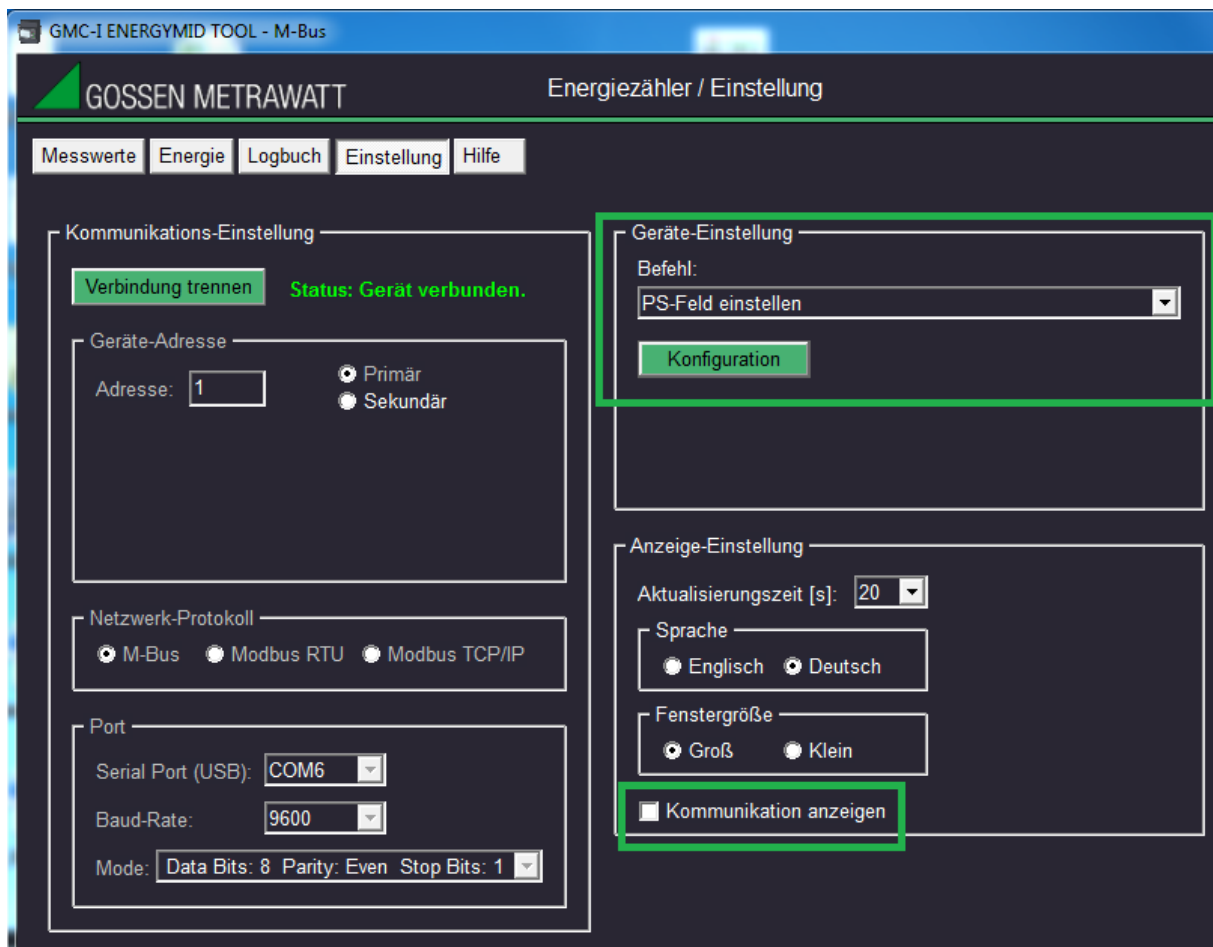 GMC-I ENERGYMID TOOL - M-Bus
GOSSEN METRAWATT
Energiezähler / Einstellung
Messwerte Energie Logbuch Einstellung Hilfe
Kommunikations-Einstellung
Verbindung trennen Status: Gerät verbunden.
Geräte-Adresse
Adresse: 1
Primär
Sekundär
Netzwerk-Protokoll
M-Bus Modbus RTU Modbus TCP/IP
Port
Serial Port (USB): COM6
Baud-Rate: 9600
Mode: Data Bits: 8 Parity: Even Stop Bits: 1
Geräte-Einstellung
Befehl:
PS-Feld einstellen
Konfiguration
Anzeige-Einstellung
Aktualisierungszeit [s]: 20
Sprache
Englisch Deutsch
Fenstergröße
Groß Klein
Kommunikation anzeigen